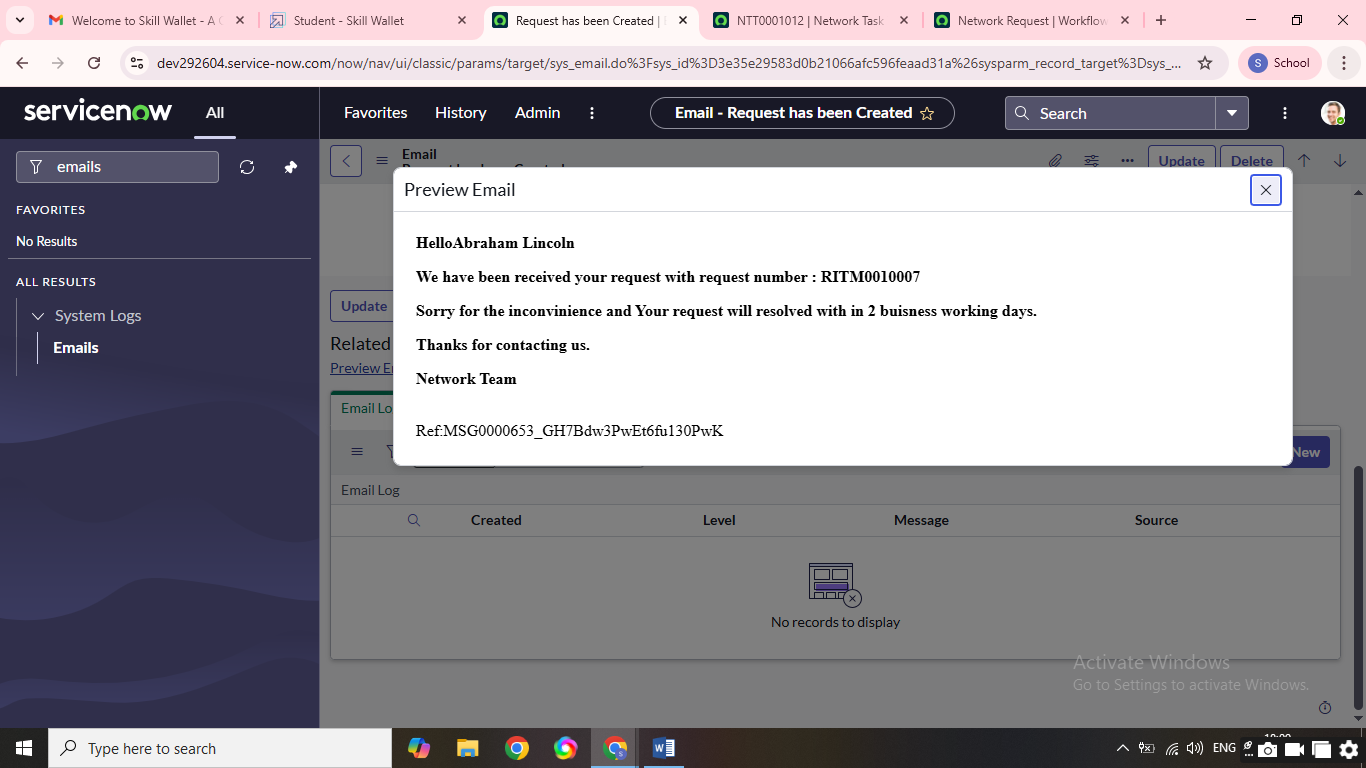 Welcome to Skill Wallet - A C
Student - Skill Wallet
Request has been Created |
NTT0001012 | Network Task
Network Request | Workflow
dev292604.service-now.com/now/nav/ui/classic/params/target/sys_email.do%3Fsys_id%3D3e35e29583d0b21066afc596feaad31a%26sysparm_record_target%3Dsys_...
S School
servicenow All Favorites History Admin Email - Request has been Created Search
emails
FAVORITES
No Results
ALL RESULTS
System Logs
Emails
Email
Update Delete
Preview Email
HelloAbraham Lincoln
We have been received your request with request number : RITM0010007
Sorry for the inconvinience and Your request will resolved with in 2 buisness working days.
Thanks for contacting us.
Network Team
Ref:MSG0000653_GH7Bdw3PwEt6fu130PwK
Update
Related
Preview E
Email Lo
New
Email Log
Created Level Message Source
No records to display
Activate Windows
Go to Settings to activate Windows.
Type here to search
ENG